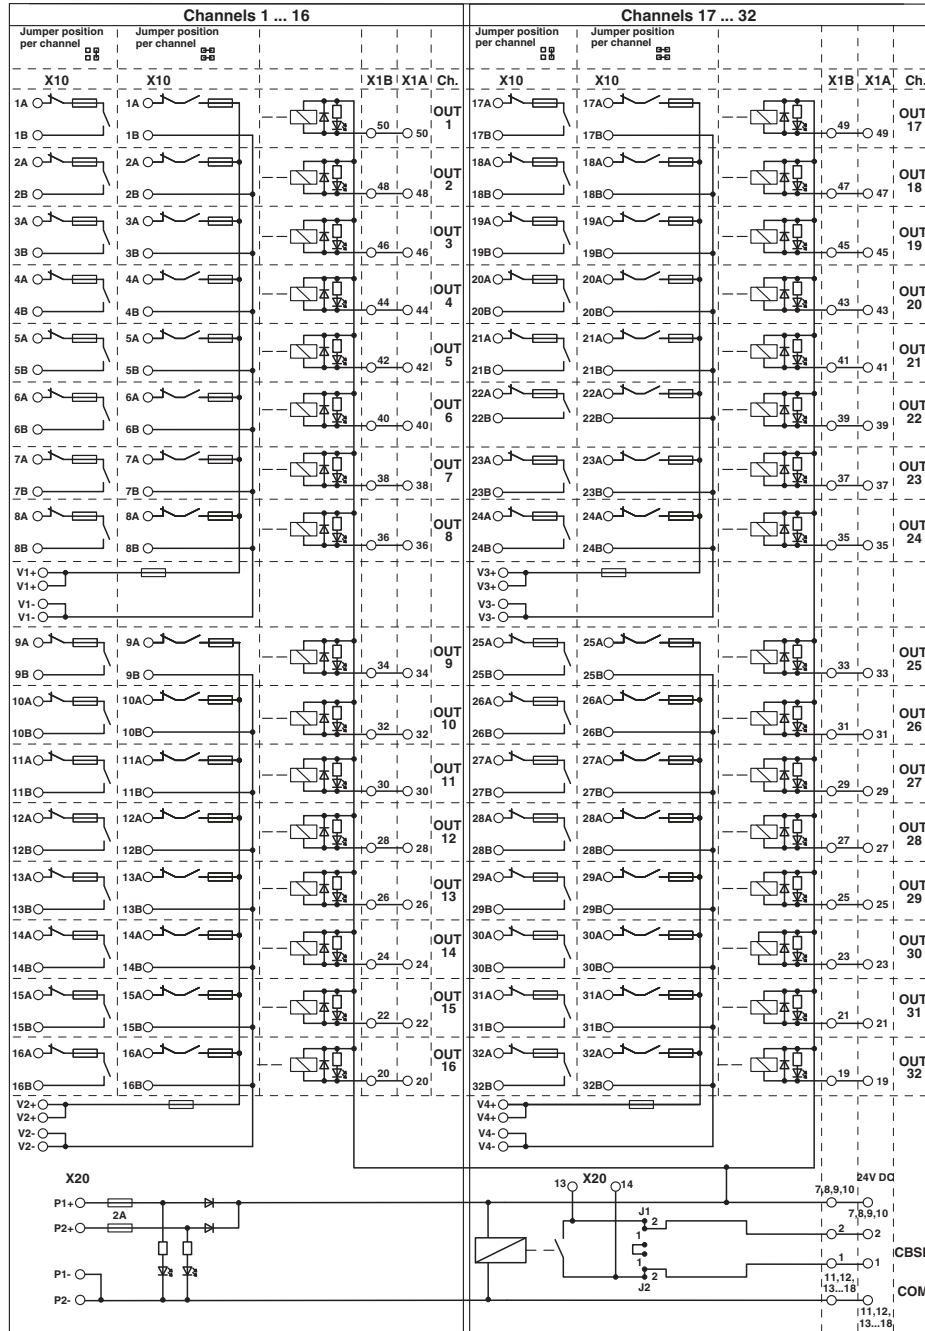 Channels 1 ... 16 Channels 17 ... 32
Jumper position per channel Jumper position per channel Jumper position per channel Jumper position per channel
X10 X10 X1B X1A Ch. X10 X10 X1B X1A Ch.
1A 1A OUT 1 17A 17A OUT 17
1B 1B 50 50 17B 17B 49 49
2A 2A OUT 2 18A 18A OUT 18
2B 2B 48 48 18B 18B 47 47
3A 3A OUT 3 19A 19A OUT 19
3B 3B 46 46 19B 19B 45 45
4A 4A OUT 4 20A 20A OUT 20
4B 4B 44 44 20B 20B 43 43
5A 5A OUT 5 21A 21A OUT 21
5B 5B 42 42 21B 21B 41 41
6A 6A OUT 6 22A 22A OUT 22
6B 6B 40 40 22B 22B 39 39
7A 7A OUT 7 23A 23A OUT 23
7B 7B 38 38 23B 23B 37 37
8A 8A OUT 8 24A 24A OUT 24
8B 8B 36 36 24B 24B 35 35
V1+ V3+
V1+ V3+
V1- V3-
V1- V3-
9A 9A OUT 9 25A 25A OUT 25
9B 9B 34 34 25B 25B 33 33
10A 10A OUT 10 26A 26A OUT 26
10B 10B 32 32 26B 26B 31 31
11A 11A OUT 11 27A 27A OUT 27
11B 11B 30 30 27B 27B 29 29
12A 12A OUT 12 28A 28A OUT 28
12B 12B 28 28 28B 28B 27 27
13A 13A OUT 13 29A 29A OUT 29
13B 13B 26 26 29B 29B 25 25
14A 14A OUT 14 30A 30A OUT 30
14B 14B 24 24 30B 30B 23 23
15A 15A OUT 15 31A 31A OUT 31
15B 15B 22 22 31B 31B 21 21
16A 16A OUT 16 32A 32A OUT 32
16B 16B 20 20 32B 32B 19 19
V2+ V4+
V2+ V4+
V2- V4-
V2- V4-
X20 X20 24V DC
13 14 7,8,9,10
P1+ 7,8,9,10
2A J1
P2+ 2 2 2
1 CBS
1 1 1
P1- 2 11,12, 13...18
J2 COM
P2- 11,12, 13...18